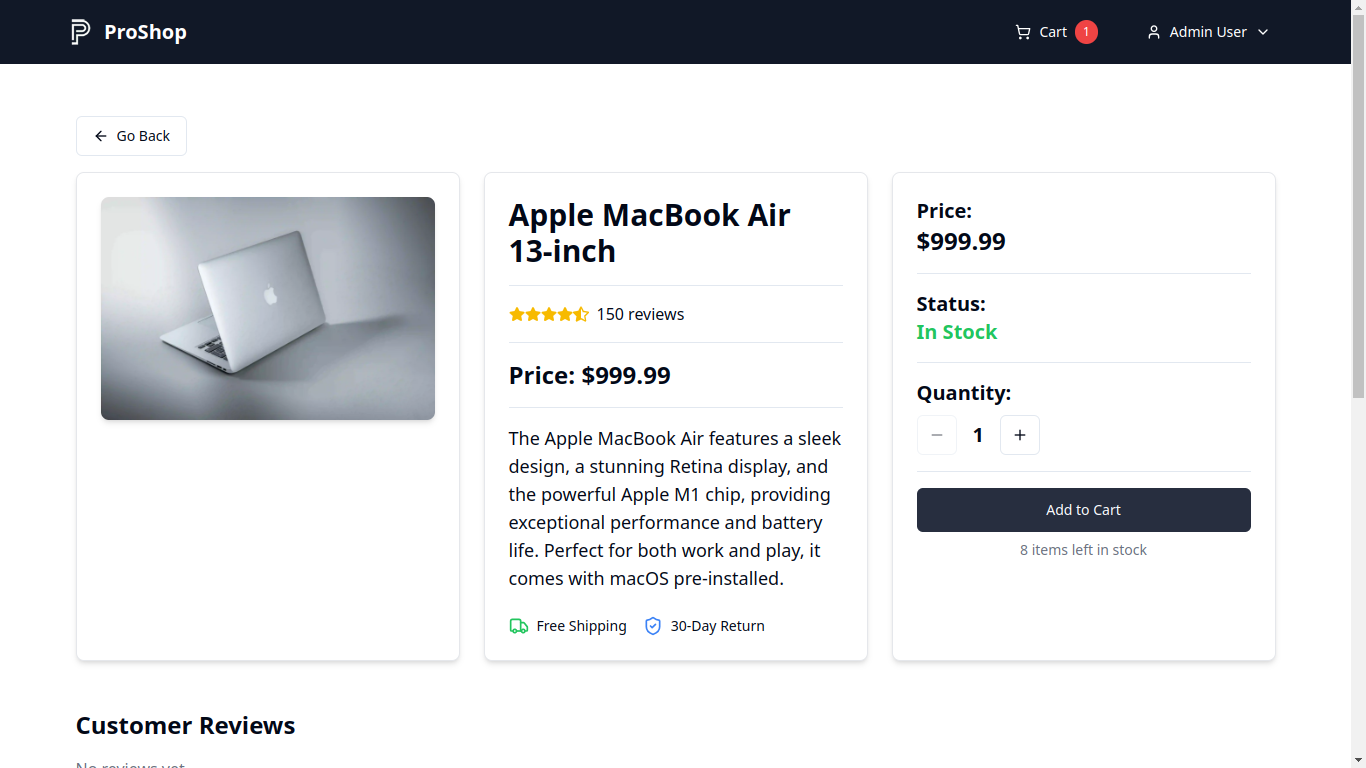 ProShop
Cart 1
Admin User
Go Back
Apple MacBook Air
13-inch
150 reviews
Price: $999.99
The Apple MacBook Air features a sleek
design, a stunning Retina display, and
the powerful Apple M1 chip, providing
exceptional performance and battery
life. Perfect for both work and play, it
comes with macOS pre-installed.
Free Shipping
30-Day Return
Price:
$999.99
Status:
In Stock
Quantity:
1
Add to Cart
8 items left in stock
Customer Reviews
No reviews yet